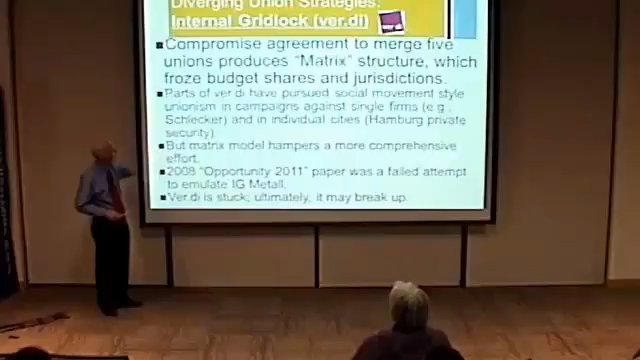 Diverging Union Strategies:
Internal Gridlock (ver.di)
Compromise agreement to merge five
unions produces "Matrix" structure, which
froze budget shares and jurisdictions.
Parts of ver di have pursued social movement style
unionism in campaigns against single firms (e.g.,
Schlecker) and in individual cities (Hamburg private
security)
But matrix model hampers a more comprehensive
effort.
2008 "Opportunity 2011" paper was a failed attempt
to emulate IG Metall.
Ver.di is stuck; ultimately, it may break up.